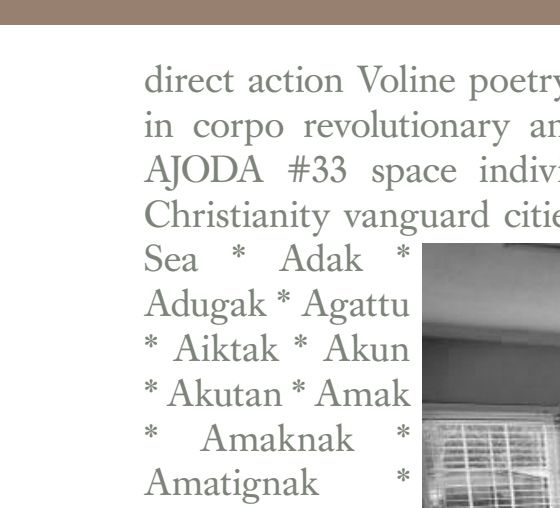 direct action Voline poetry
in corpo revolutionary an
AJODA #33 space indivi
Christianity vanguard citie
Sea * Adak *
Adugak * Agattu
* Aiktak * Akun
* Akutan * Amak
* Amaknak *
Amatignak *